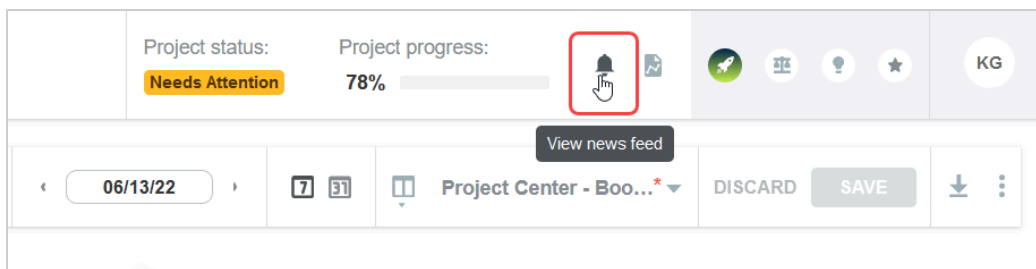 Project status:
Project progress:
Needs Attention
78%
KG
View news feed
06/13/22
7
31
Project Center - Boo...*
DISCARD
SAVE